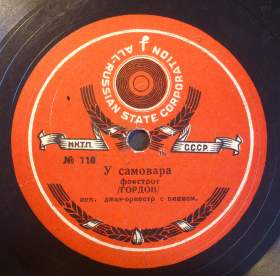 ALL-RUSSIAN STATE CORPORATION
НКТП. СССР.
№ 118
У самовара
фокстрот
/ГОРДОН/
исп. джаз-оркестр с пением.